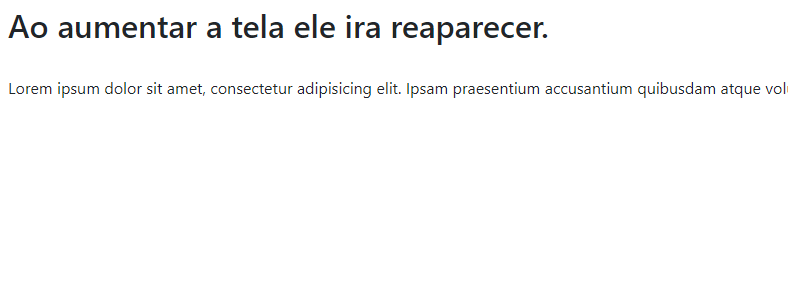 Ao aumentar a tela ele ira reaparecer.
Lorem ipsum dolor sit amet, consectetur adipisicing elit. Ipsam praesentium accusantium quibusdam atque